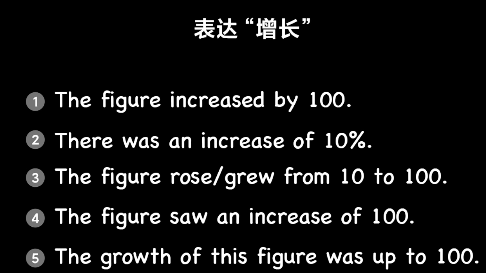 表达“增长”
1 The figure increased by 100.
2 There was an increase of 10%.
3 The figure rose/grew from 10 to 100.
4 The figure saw an increase of 100.
5 The growth of this figure was up to 100.